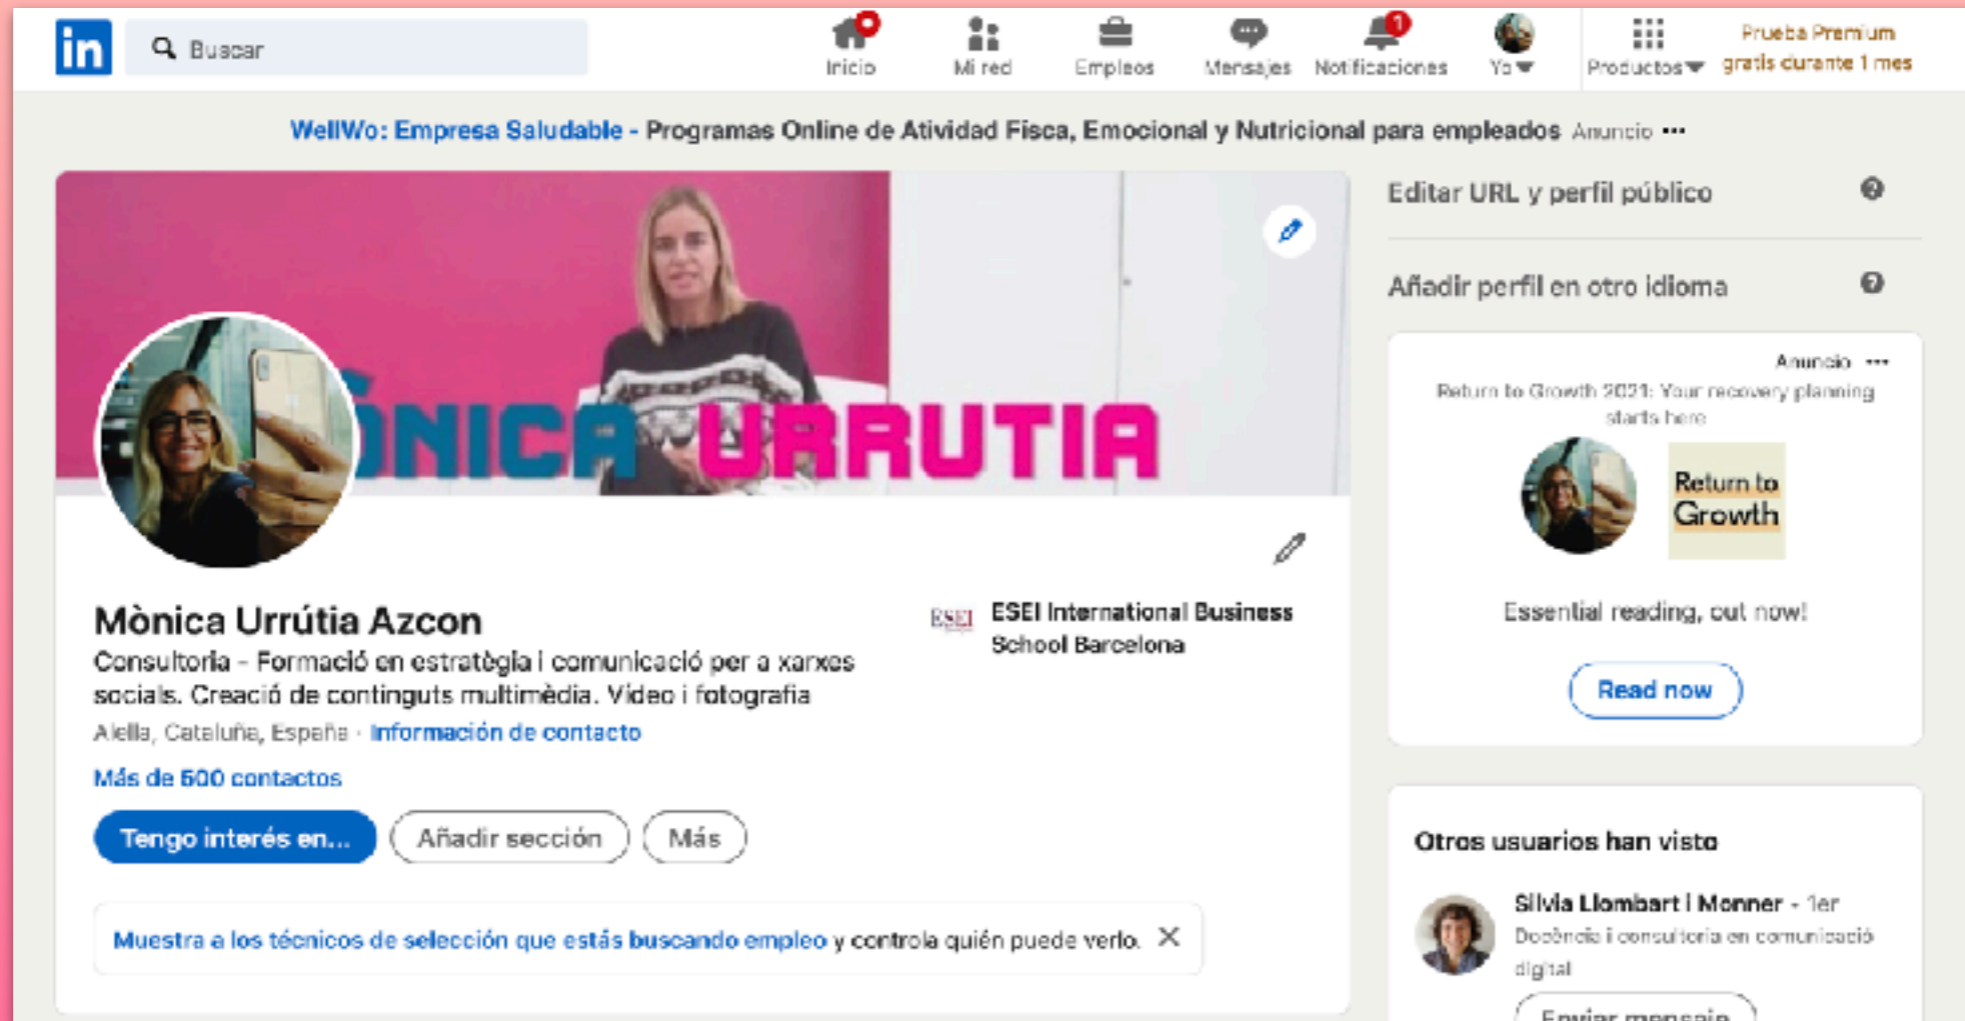 in
Buscar
Inicio
Mi red
Empleos
Mensajes
1
Notificaciones
Yo
Productos
Prueba Premium
gratis durante 1 mes
WellWo: Empresa Saludable - Programas Online de Atividad Fisca, Emocional y Nutricional para empleados Anuncio •••
ÒNICA URRUTIA
Mònica Urrútia Azcon
Consultoria - Formació en estratègia i comunicació per a xarxes
socials. Creació de continguts multimèdia. Vídeo i fotografia
Alella, Cataluña, España · Información de contacto
Más de 500 contactos
Tengo interés en...
Añadir sección
Más
ESEI
ESEI International Business
School Barcelona
Muestra a los técnicos de selección que estás buscando empleo y controla quién puede verlo.
Editar URL y perfil público
Añadir perfil en otro idioma
Anuncio •••
Return to Growth 2021: Your recovery planning
starts here
Return to
Growth
Essential reading, out now!
Read now
Otros usuarios han visto
Silvia Llombart i Monner - 1er
Docència i consultoria en comunicació
digital
Enviar mensaje